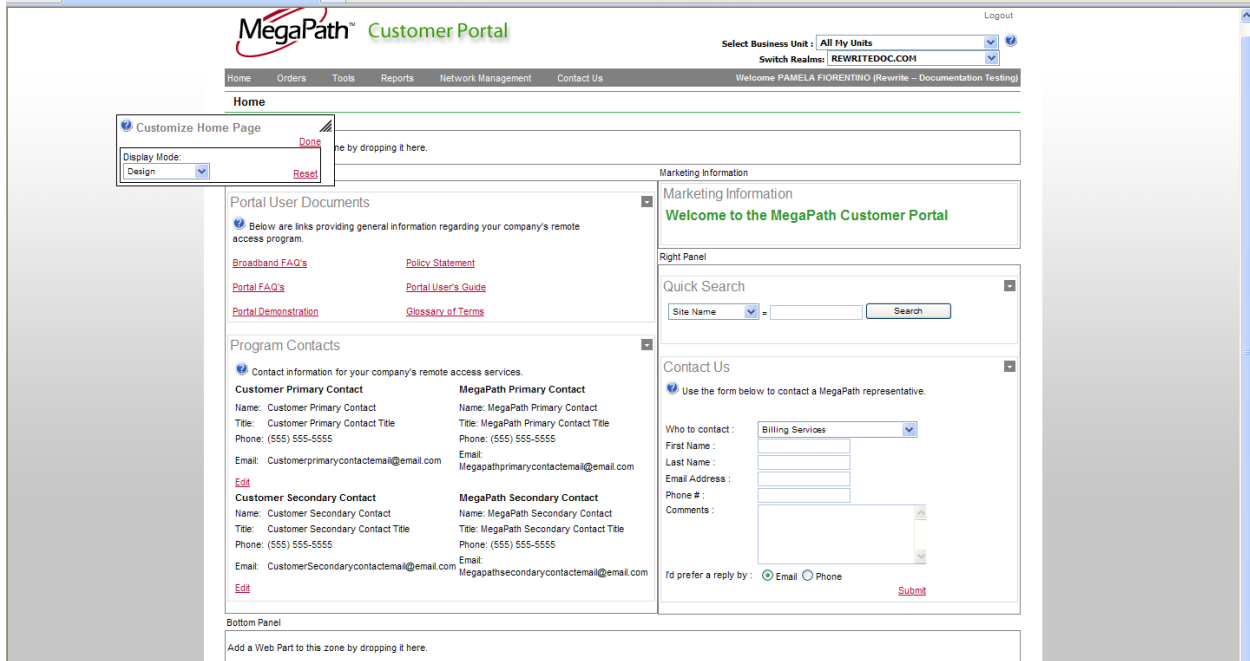 Logout
MegaPath™ Customer Portal
Select Business Unit : All My Units
Switch Realms: REWRITEDOC.COM
Home Orders Tools Reports Network Management Contact Us Welcome PAMELA FIORENTINO (Rewrite -- Documentation Testing)
Home
Customize Home Page
Done
Display Mode:
Design
Reset
ne by dropping it here.
Portal User Documents
Below are links providing general information regarding your company's remote
access program.
Broadband FAQ's Policy Statement
Portal FAQ's Portal User's Guide
Portal Demonstration Glossary of Terms
Program Contacts
Contact information for your company's remote access services.
Customer Primary Contact MegaPath Primary Contact
Name: Customer Primary Contact Name: MegaPath Primary Contact
Title: Customer Primary Contact Title Title: MegaPath Primary Contact Title
Phone: (555) 555-5555 Phone: (555) 555-5555
Email: Customerprimarycontactemail@email.com Email:
Megapathprimarycontactemail@email.com
Edit
Customer Secondary Contact MegaPath Secondary Contact
Name: Customer Secondary Contact Name: MegaPath Secondary Contact
Title: Customer Secondary Contact Title Title: MegaPath Secondary Contact Title
Phone: (555) 555-5555 Phone: (555) 555-5555
Email: CustomerSecondarycontactemail@email.com Email:
Megapathsecondarycontactemail@email.com
Edit
Marketing Information
Marketing Information
Welcome to the MegaPath Customer Portal
Right Panel
Quick Search
Site Name = Search
Contact Us
Use the form below to contact a MegaPath representative.
Who to contact : Billing Services
First Name :
Last Name :
Email Address :
Phone # :
Comments :
I'd prefer a reply by : Email Phone
Submit
Bottom Panel
Add a Web Part to this zone by dropping it here.